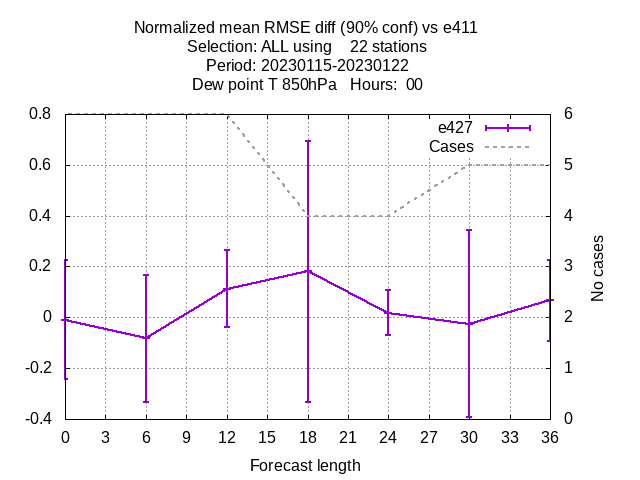 Normalized mean RMSE diff (90% conf) vs e411
Selection: ALL using    22 stations
Period: 20230115-20230122
Dew point T 850hPa   Hours:  00
0.8
0.6
0.4
0.2
0
-0.2
-0.4
6
5
4
3
2
1
0
e427
Cases
No cases
0 3 6 9 12 15 18 21 24 27 30 33 36
Forecast length